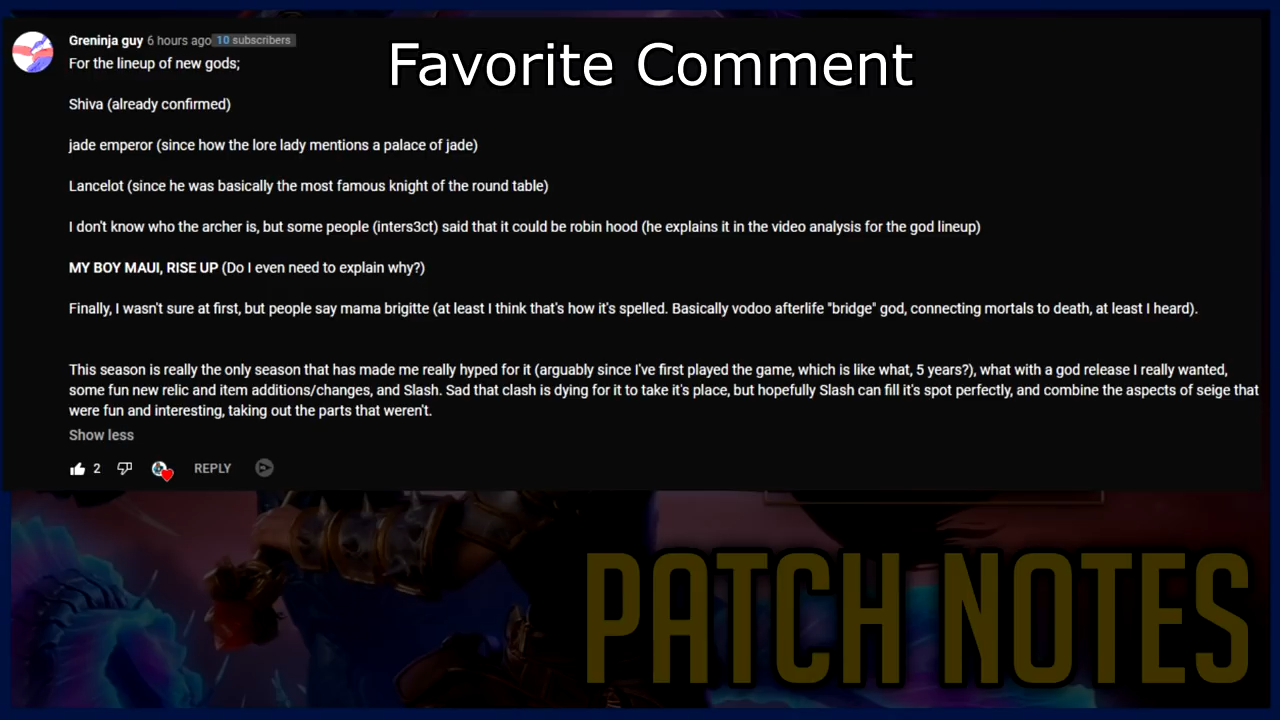 Favorite Comment
Greninja guy 6 hours ago 10 subscribers
For the lineup of new gods;
Shiva (already confirmed)
jade emperor (since how the lore lady mentions a palace of jade)
Lancelot (since he was basically the most famous knight of the round table)
I don't know who the archer is, but some people (inters3ct) said that it could be robin hood (he explains it in the video analysis for the god lineup)
MY BOY MAUI, RISE UP (Do I even need to explain why?)
Finally, I wasn't sure at first, but people say mama brigitte (at least I think that's how it's spelled. Basically vodoo afterlife "bridge" god, connecting mortals to death, at least I heard).
This season is really the only season that has made me really hyped for it (arguably since I've first played the game, which is like what, 5 years?), what with a god release I really wanted,
some fun new relic and item additions/changes, and Slash. Sad that clash is dying for it to take it's place, but hopefully Slash can fill it's spot perfectly, and combine the aspects of seige that
were fun and interesting, taking out the parts that weren't.
Show less
2 REPLY
PATCH NOTES